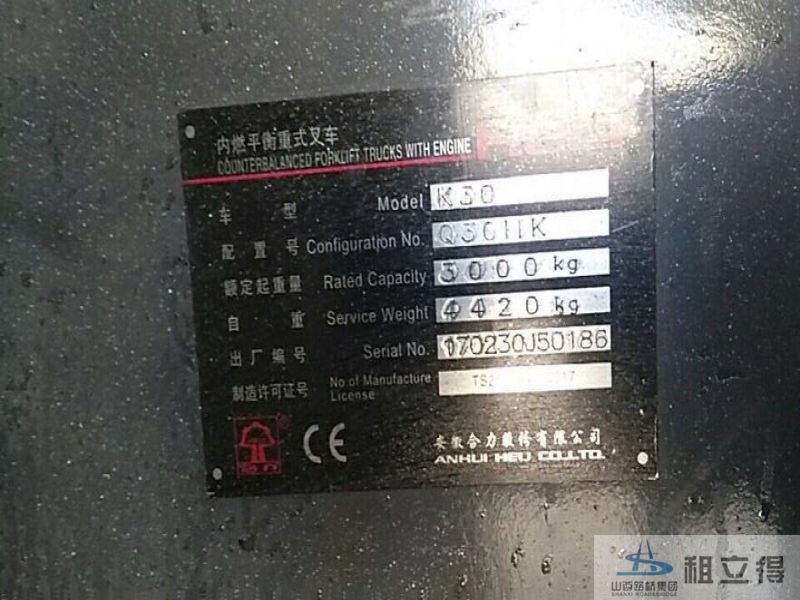 内燃平衡重式叉车
COUNTERBALANCED FORKLIFT TRUCKS WITH ENGINE
车 型 Model K30
配 置 号 Configuration No. Q3011K
额定起重量 Rated Capacity 3000 kg
自 重 Service Weight 4420 kg
出 厂 编 号 Serial No. 170230J50186
制造许可证号 No of Manufacture License
合力
CE
安徽合力股份有限公司
ANHUI HELI CO.,LTD.
山西路桥集团
SHANXI ROAD&BRIDGE
租立得